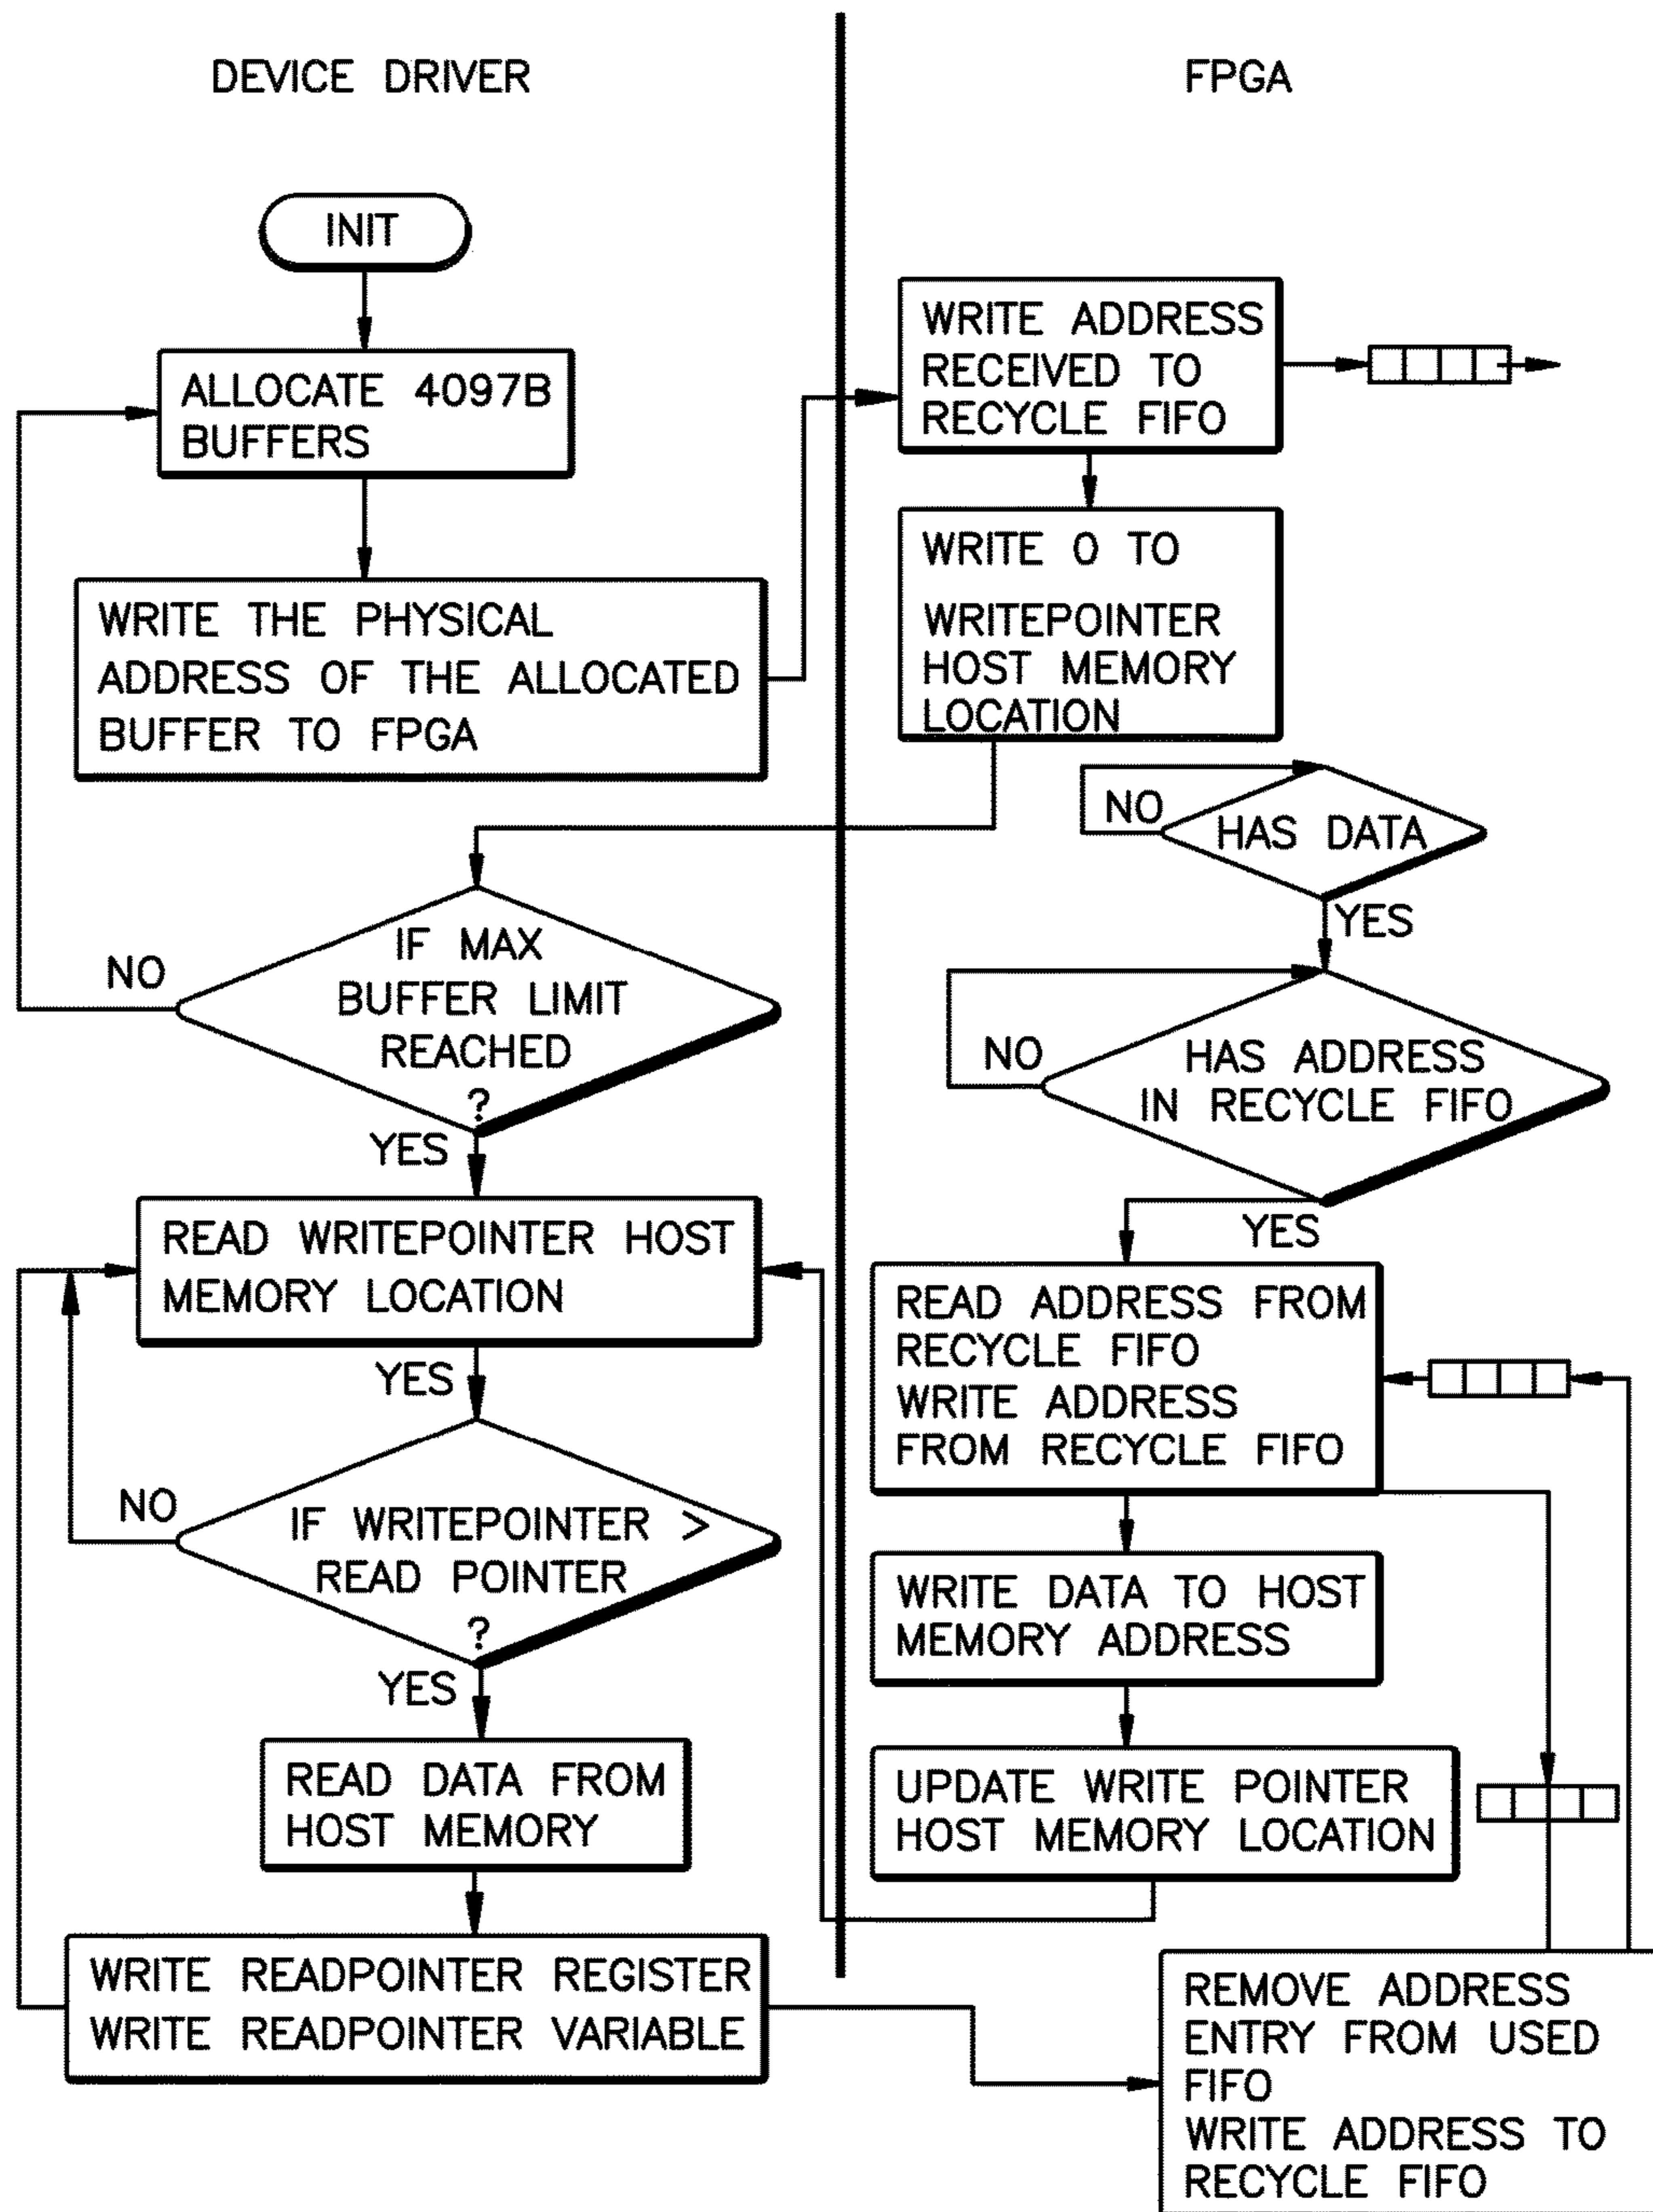 DEVICE DRIVER
FPGA
INIT
ALLOCATE 4097B
BUFFERS
WRITE THE PHYSICAL
ADDRESS OF THE ALLOCATED
BUFFER TO FPGA
IF MAX
BUFFER LIMIT
REACHED
?
NO
YES
READ WRITEPOINTER HOST
MEMORY LOCATION
YES
IF WRITEPOINTER >
READ POINTER
?
NO
YES
READ DATA FROM
HOST MEMORY
WRITE READPOINTER REGISTER
WRITE READPOINTER VARIABLE
WRITE ADDRESS
RECEIVED TO
RECYCLE FIFO
WRITE 0 TO
WRITEPOINTER
HOST MEMORY
LOCATION
NO
HAS DATA
YES
NO
HAS ADDRESS
IN RECYCLE FIFO
YES
READ ADDRESS FROM
RECYCLE FIFO
WRITE ADDRESS
FROM RECYCLE FIFO
WRITE DATA TO HOST
MEMORY ADDRESS
UPDATE WRITE POINTER
HOST MEMORY LOCATION
REMOVE ADDRESS
ENTRY FROM USED
FIFO
WRITE ADDRESS TO
RECYCLE FIFO